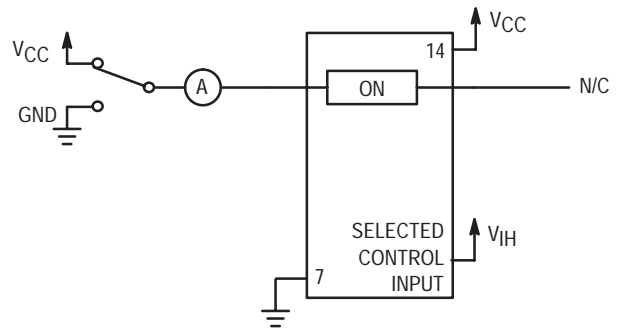 VCC
14
VCC
A
ON
N/C
GND
SELECTED
CONTROL
INPUT
VIH
7